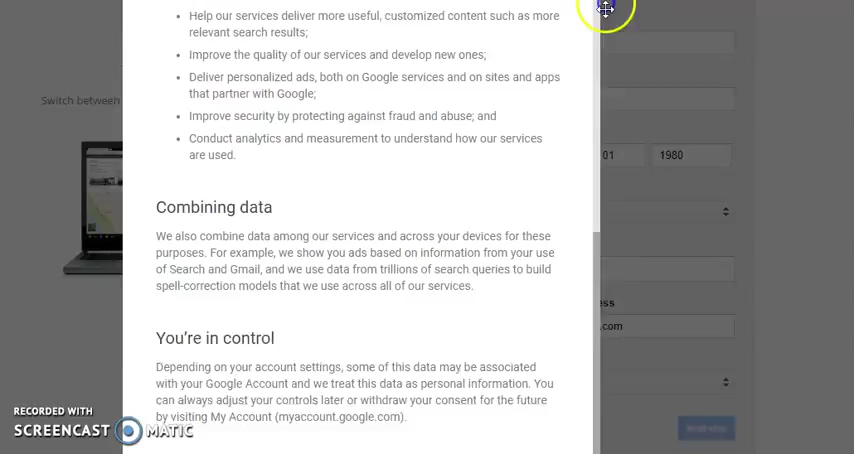 Help our services deliver more useful, customized content such as more
relevant search results;
Improve the quality of our services and develop new ones;
Deliver personalized ads, both on Google services and on sites and apps
that partner with Google;
Improve security by protecting against fraud and abuse; and
Conduct analytics and measurement to understand how our services
are used.
Combining data
We also combine data among our services and across your devices for these
purposes. For example, we show you ads based on information from your use
of Search and Gmail, and we use data from trillions of search queries to build
spell-correction models that we use across all of our services.
You're in control
Depending on your account settings, some of this data may be associated
with your Google Account and we treat this data as personal information. You
can always adjust your controls later or withdraw your consent for the future
by visiting My Account (myaccount.google.com).
Switch between
01 1980
ess
.com
RECORDED WITH
SCREENCAST MATIC